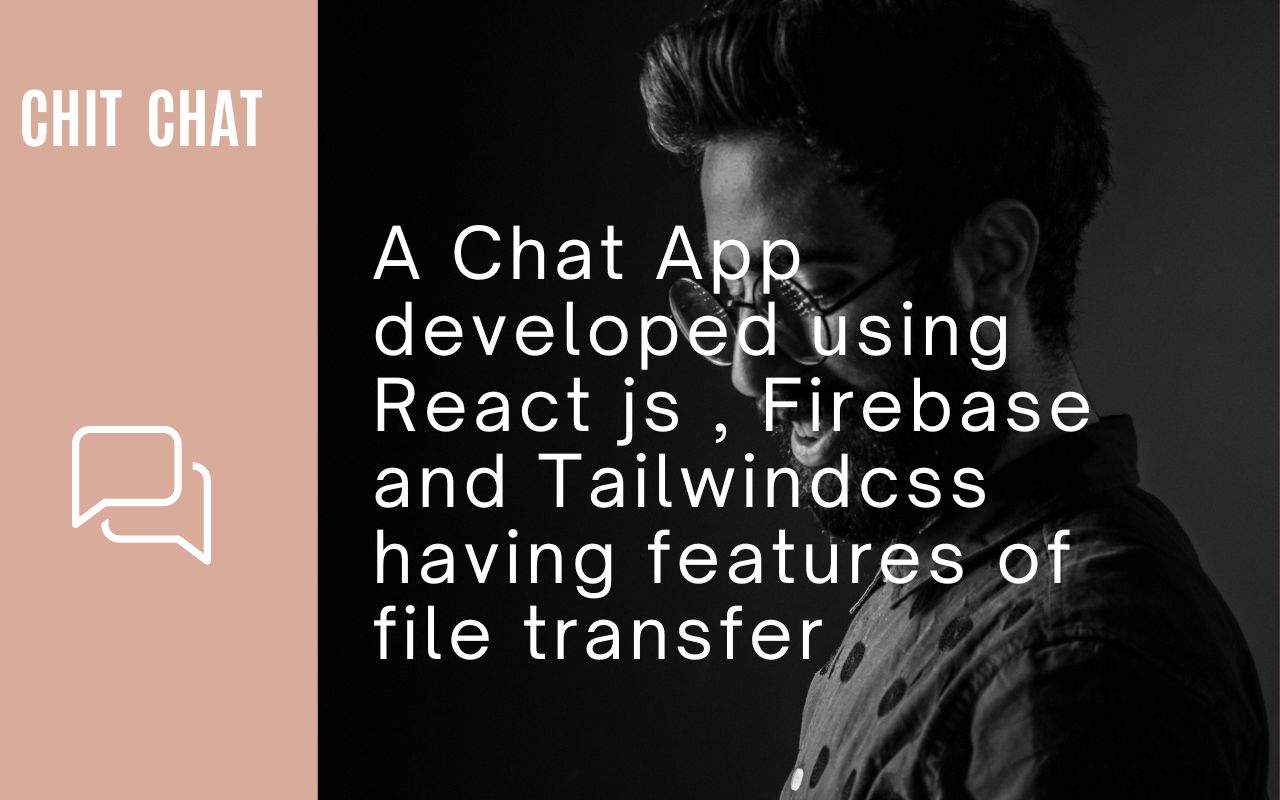 CHIT CHAT
A Chat App
developed using
React js , Firebase
and Tailwindcss
having features of
file transfer